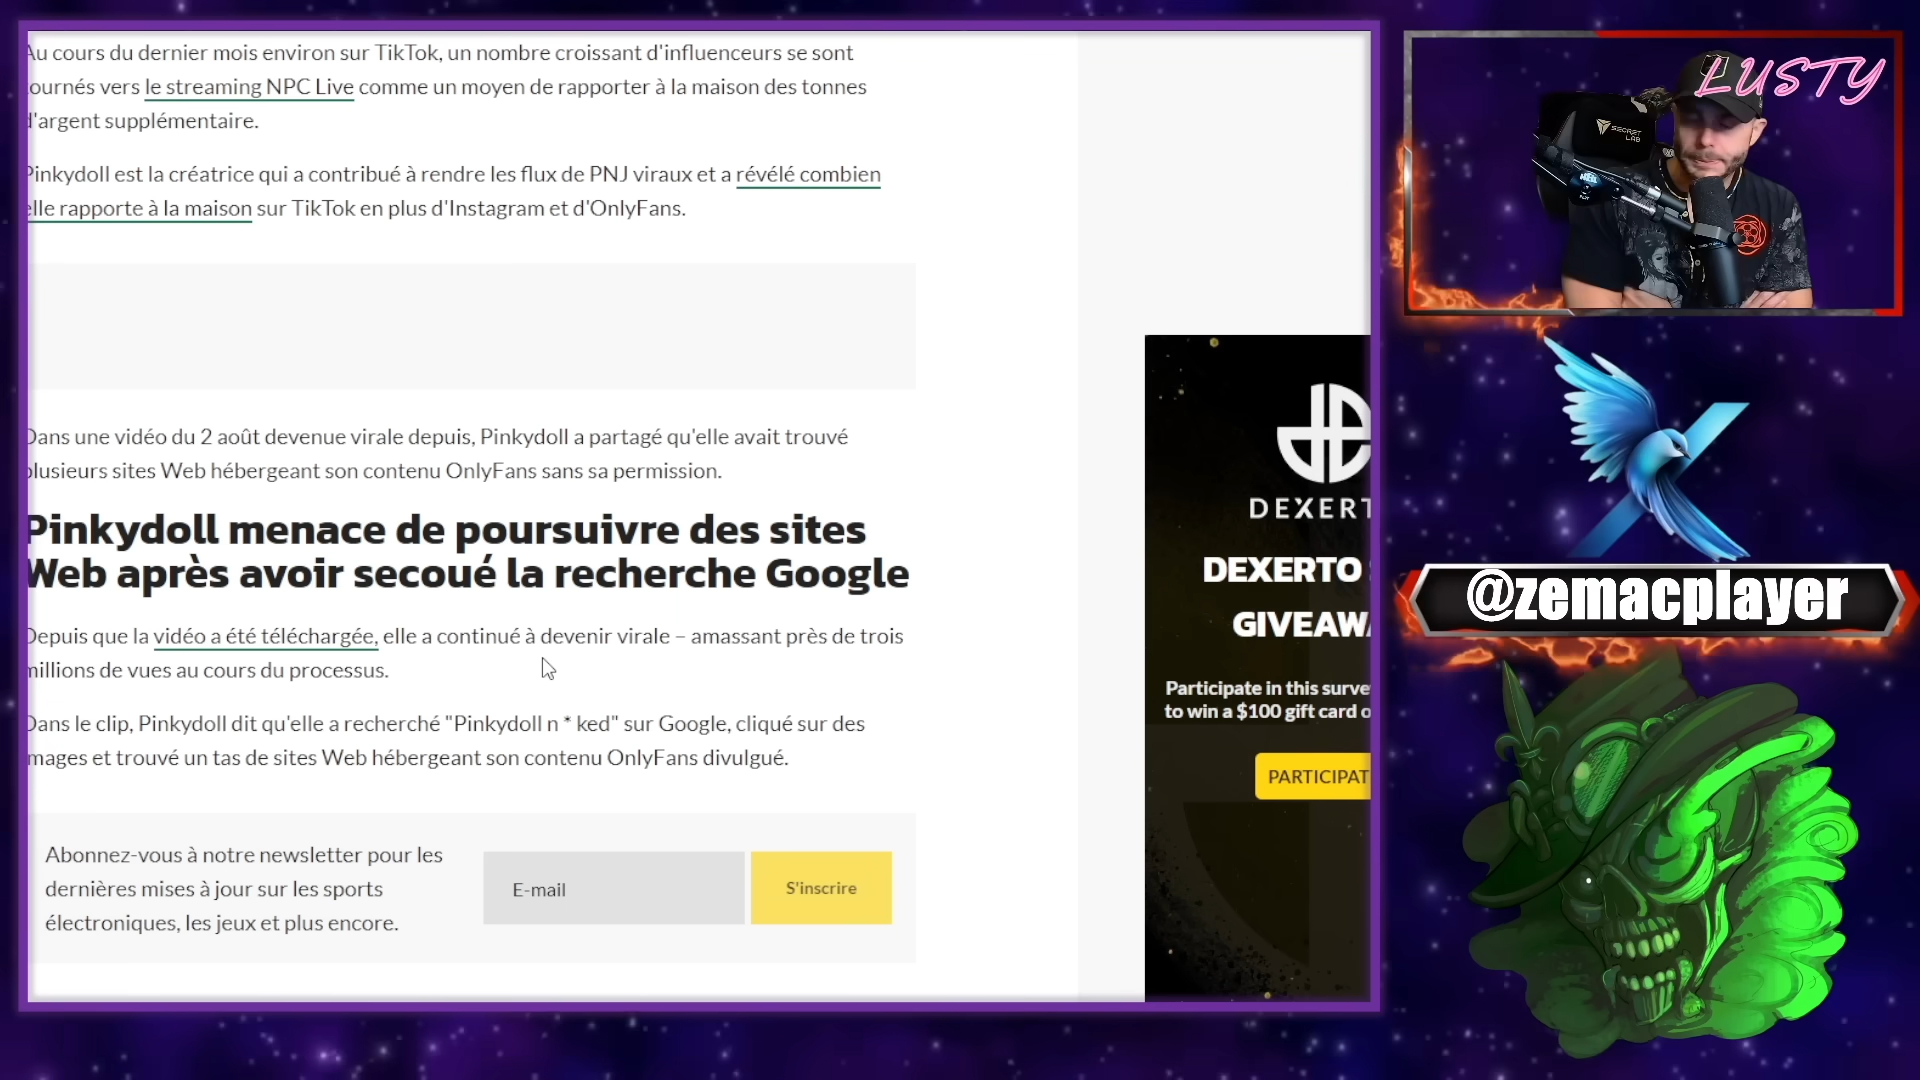 Au cours du dernier mois environ sur TikTok, un nombre croissant d'influenceurs se sont
tournés vers le streaming NPC Live comme un moyen de rapporter à la maison des tonnes
d'argent supplémentaire.
Pinkydoll est la créatrice qui a contribué à rendre les flux de PNJ viraux et a révélé combien
elle rapporte à la maison sur TikTok en plus d'Instagram et d'OnlyFans.
Dans une vidéo du 2 août devenue virale depuis, Pinkydoll a partagé qu'elle avait trouvé
plusieurs sites Web hébergeant son contenu OnlyFans sans sa permission.
Pinkydoll menace de poursuivre des sites
Web après avoir secoué la recherche Google
Depuis que la vidéo a été téléchargée, elle a continué à devenir virale – amassant près de trois
millions de vues au cours du processus.
Dans le clip, Pinkydoll dit qu'elle a recherché "Pinkydoll n * ked" sur Google, cliqué sur des
images et trouvé un tas de sites Web hébergeant son contenu OnlyFans divulgué.
Abonnez-vous à notre newsletter pour les
dernières mises à jour sur les sports
électroniques, les jeux et plus encore.
E-mail
S'inscrire
DEXERT
DEXERTO
GIVEAWA
Participate in this surve
to win a $100 gift card o
PARTICIPAT
LUSTY
SECRET
LAB
@zemacplayer